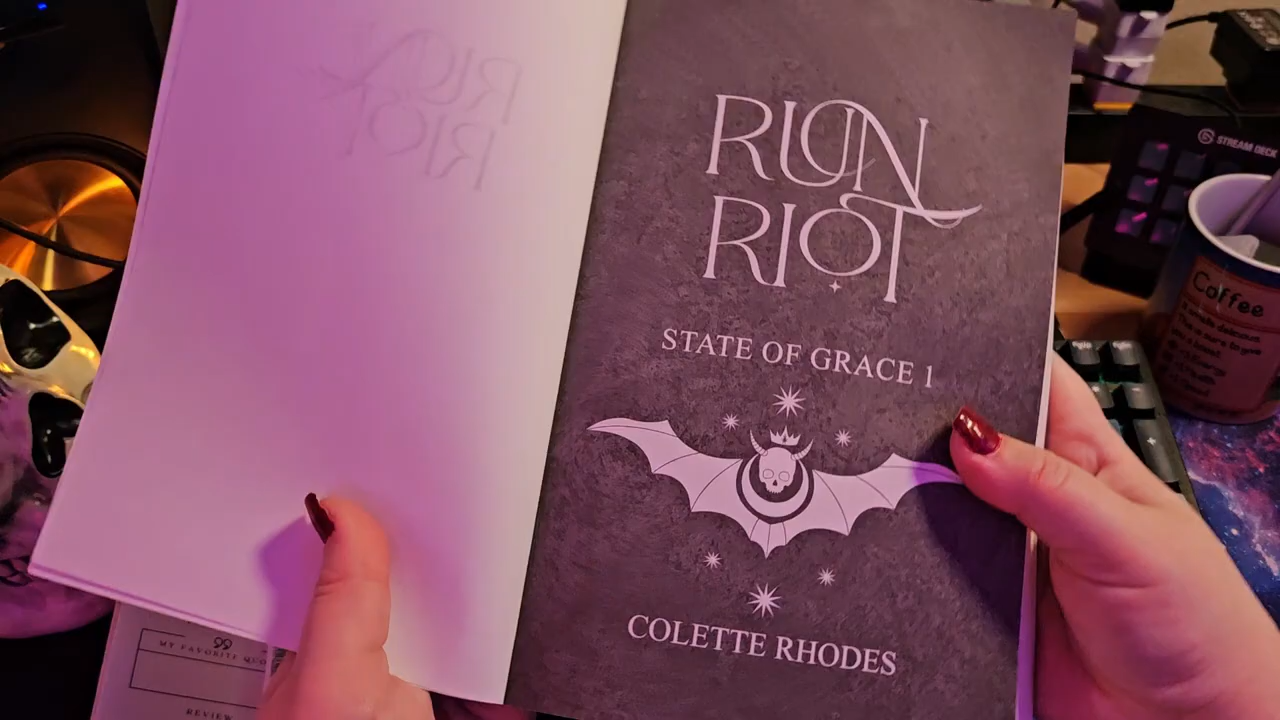 RUN
RIOT
STATE OF GRACE 1
COLETTE RHODES
STREAM DECK
Coffee
MY FAVORITE QUO
REVIEW